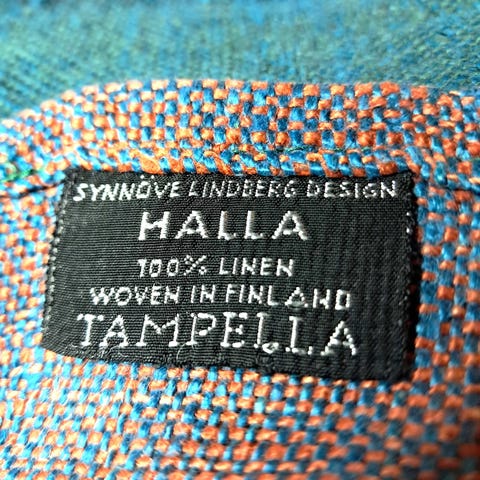 SYNNÖVE LINDBERG DESIGN
HALLA
100% LINEN
WOVEN IN FINLAND
TAMPELLA